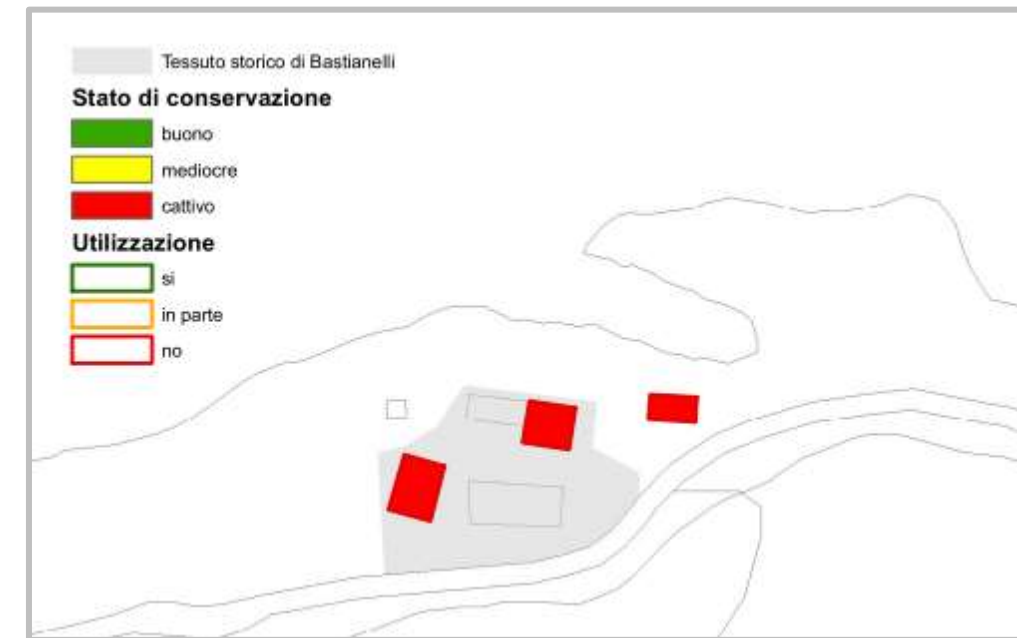 Tessuto storico di Bastianelli
Stato di conservazione
buono
mediocre
cattivo
Utilizzazione
si
in parte
no